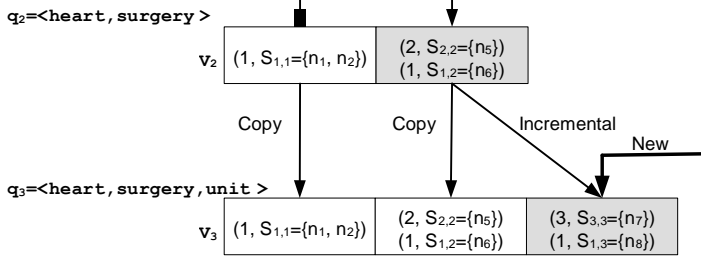 q₂=<heart,surgery >
v₂ (1, S₁,₁={n₁, n₂}) (2, S₂,₂={n₅})
(1, S₁,₂={n₆})
Copy Copy Incremental
New
q₃=<heart,surgery,unit >
v₃ (1, S₁,₁={n₁, n₂}) (2, S₂,₂={n₅}) (3, S₃,₃={n₇})
(1, S₁,₂={n₆}) (1, S₁,₃={n₈})